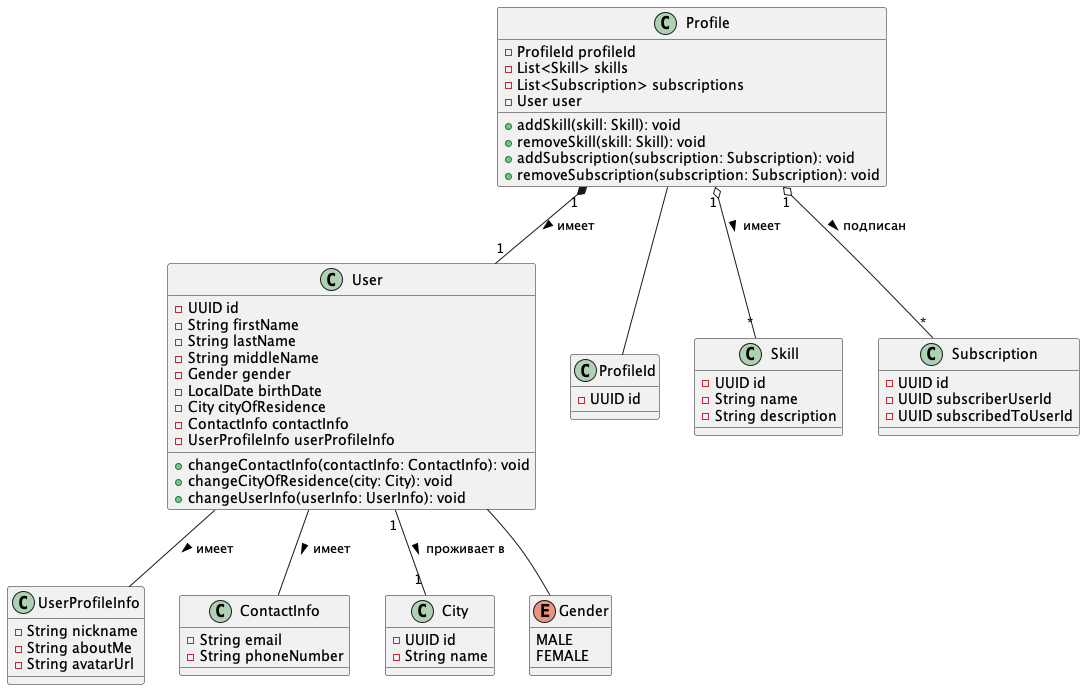 C Profile
ProfileId profileId
List<Skill> skills
List<Subscription> subscriptions
User user
addSkill(skill: Skill): void
removeSkill(skill: Skill): void
addSubscription(subscription: Subscription): void
removeSubscription(subscription: Subscription): void
1 1 1
имеет имеет подписан
1
C User
UUID id
String firstName
String lastName
String middleName
Gender gender
LocalDate birthDate
City cityOfResidence
ContactInfo contactInfo
UserProfileInfo userProfileInfo
changeContactInfo(contactInfo: ContactInfo): void
changeCityOfResidence(city: City): void
changeUserInfo(userInfo: UserInfo): void
* *
C ProfileId
UUID id
C Skill
UUID id
String name
String description
C Subscription
UUID id
UUID subscriberUserId
UUID subscribedToUserId
1
имеет имеет проживает в
1
C UserProfileInfo
String nickname
String aboutMe
String avatarUrl
C ContactInfo
String email
String phoneNumber
C City
UUID id
String name
E Gender
MALE
FEMALE